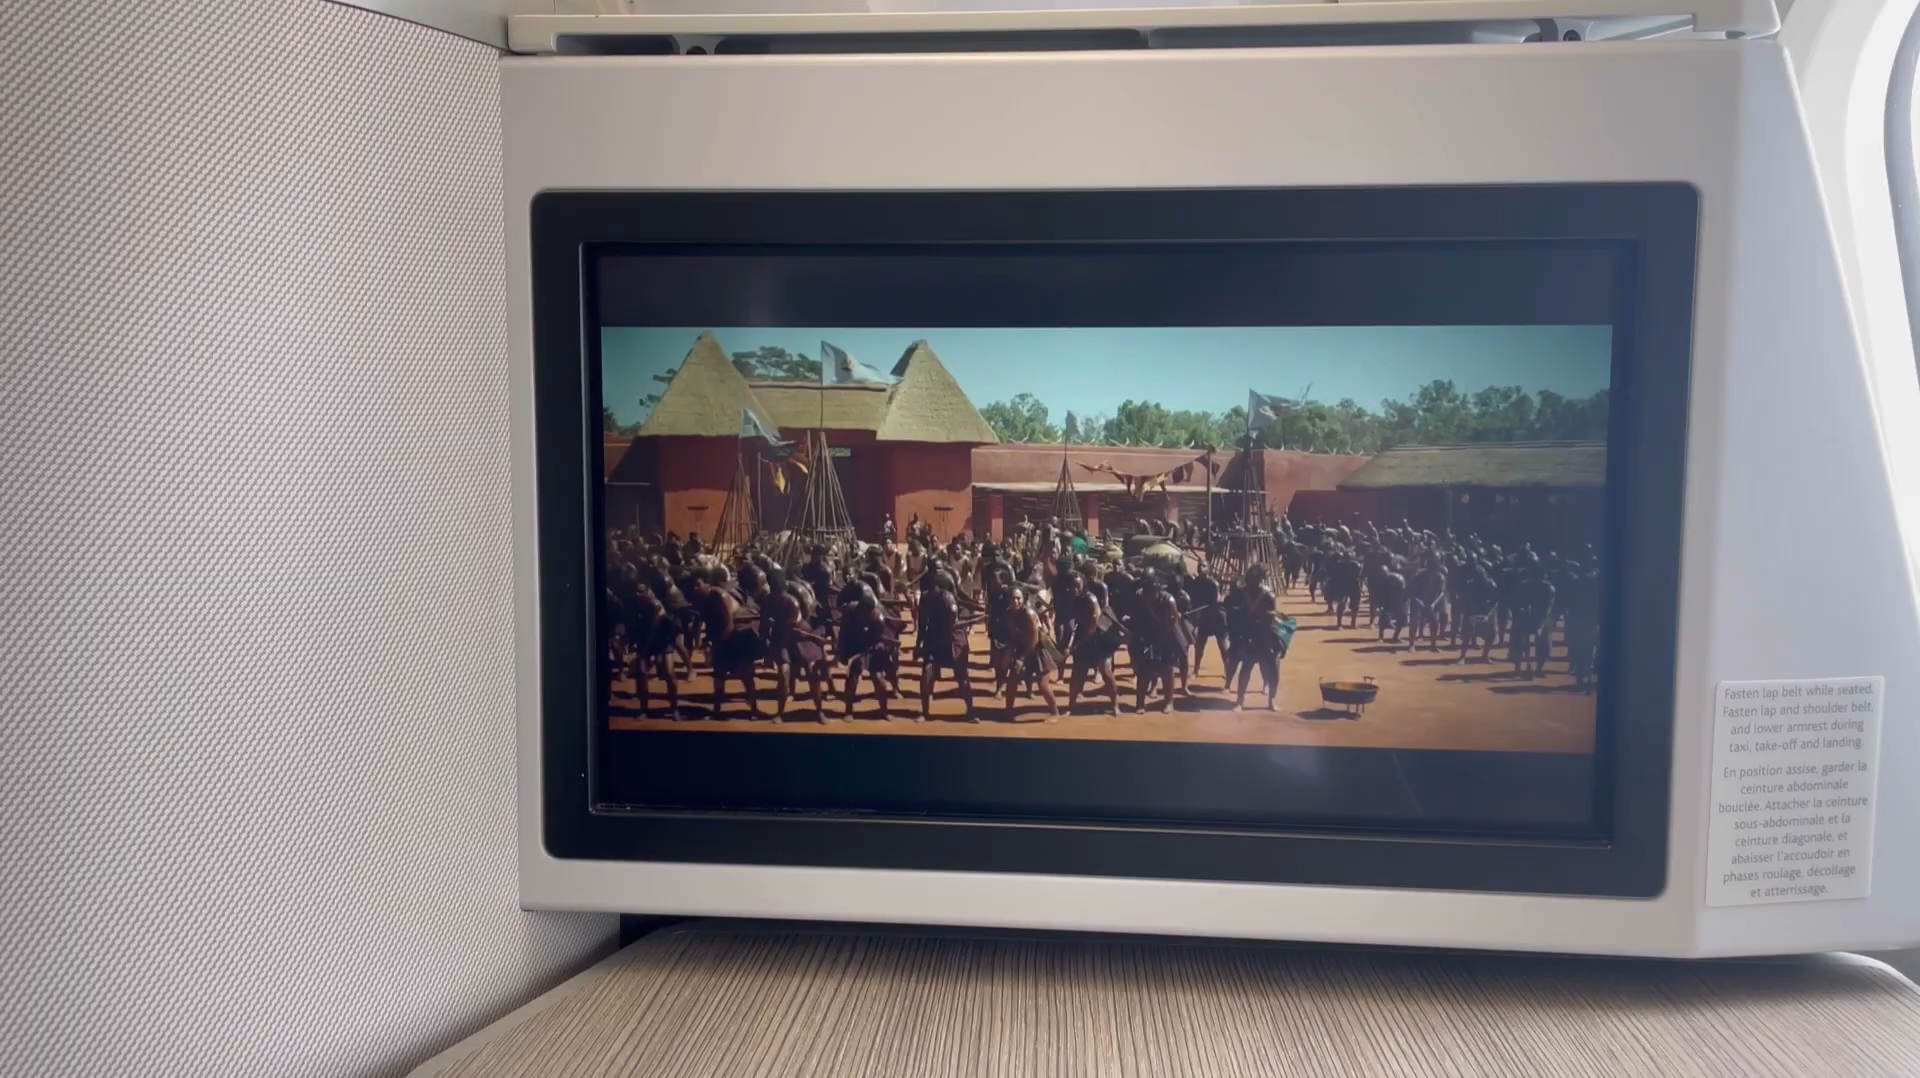 Fasten lap belt while seated.
Fasten lap and shoulder belt,
and lower armrest during
taxi, take-off and landing.
En position assise, garder la
ceinture abdominale
bouclée. Attacher la ceinture
sous-abdominale et la
ceinture diagonale, et
abaisser l'accoudoir en
phases roulage, décollage
et atterrissage.